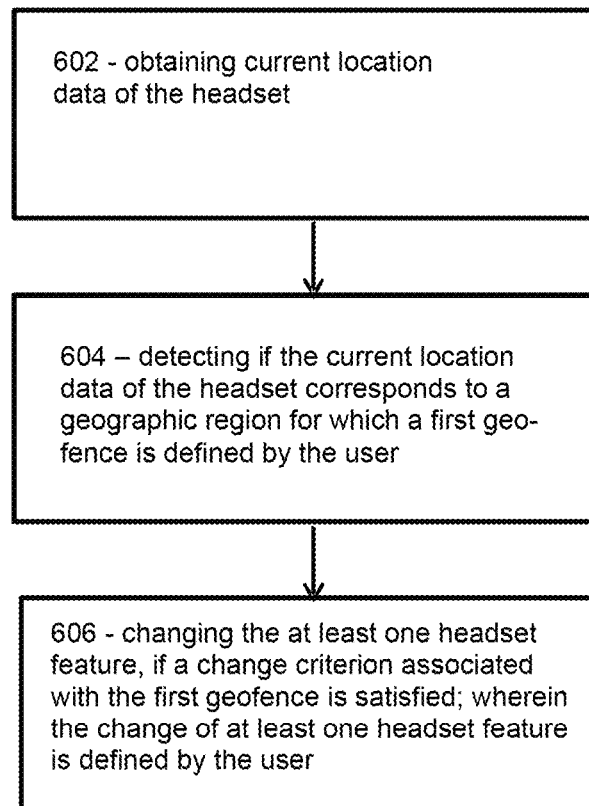 602 - obtaining current location
data of the headset
604 – detecting if the current location
data of the headset corresponds to a
geographic region for which a first geo-
fence is defined by the user
606 - changing the at least one headset
feature, if a change criterion associated
with the first geofence is satisfied; wherein
the change of at least one headset feature
is defined by the user